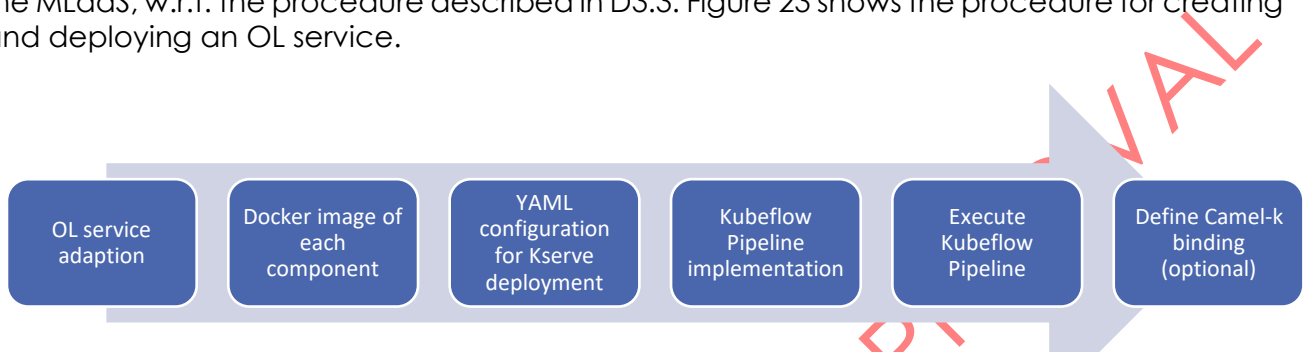 he MLaaS, w.r.t. the procedure described in D3.3. Figure 23 shows the procedure for creating
and deploying an OL service.
OL service
adaption
Docker image of
each
component
YAML
configuration
for Kserve
deployment
Kubeflow
Pipeline
implementation
Execute
Kubeflow
Pipeline
Define Camel-k
binding
(optional)